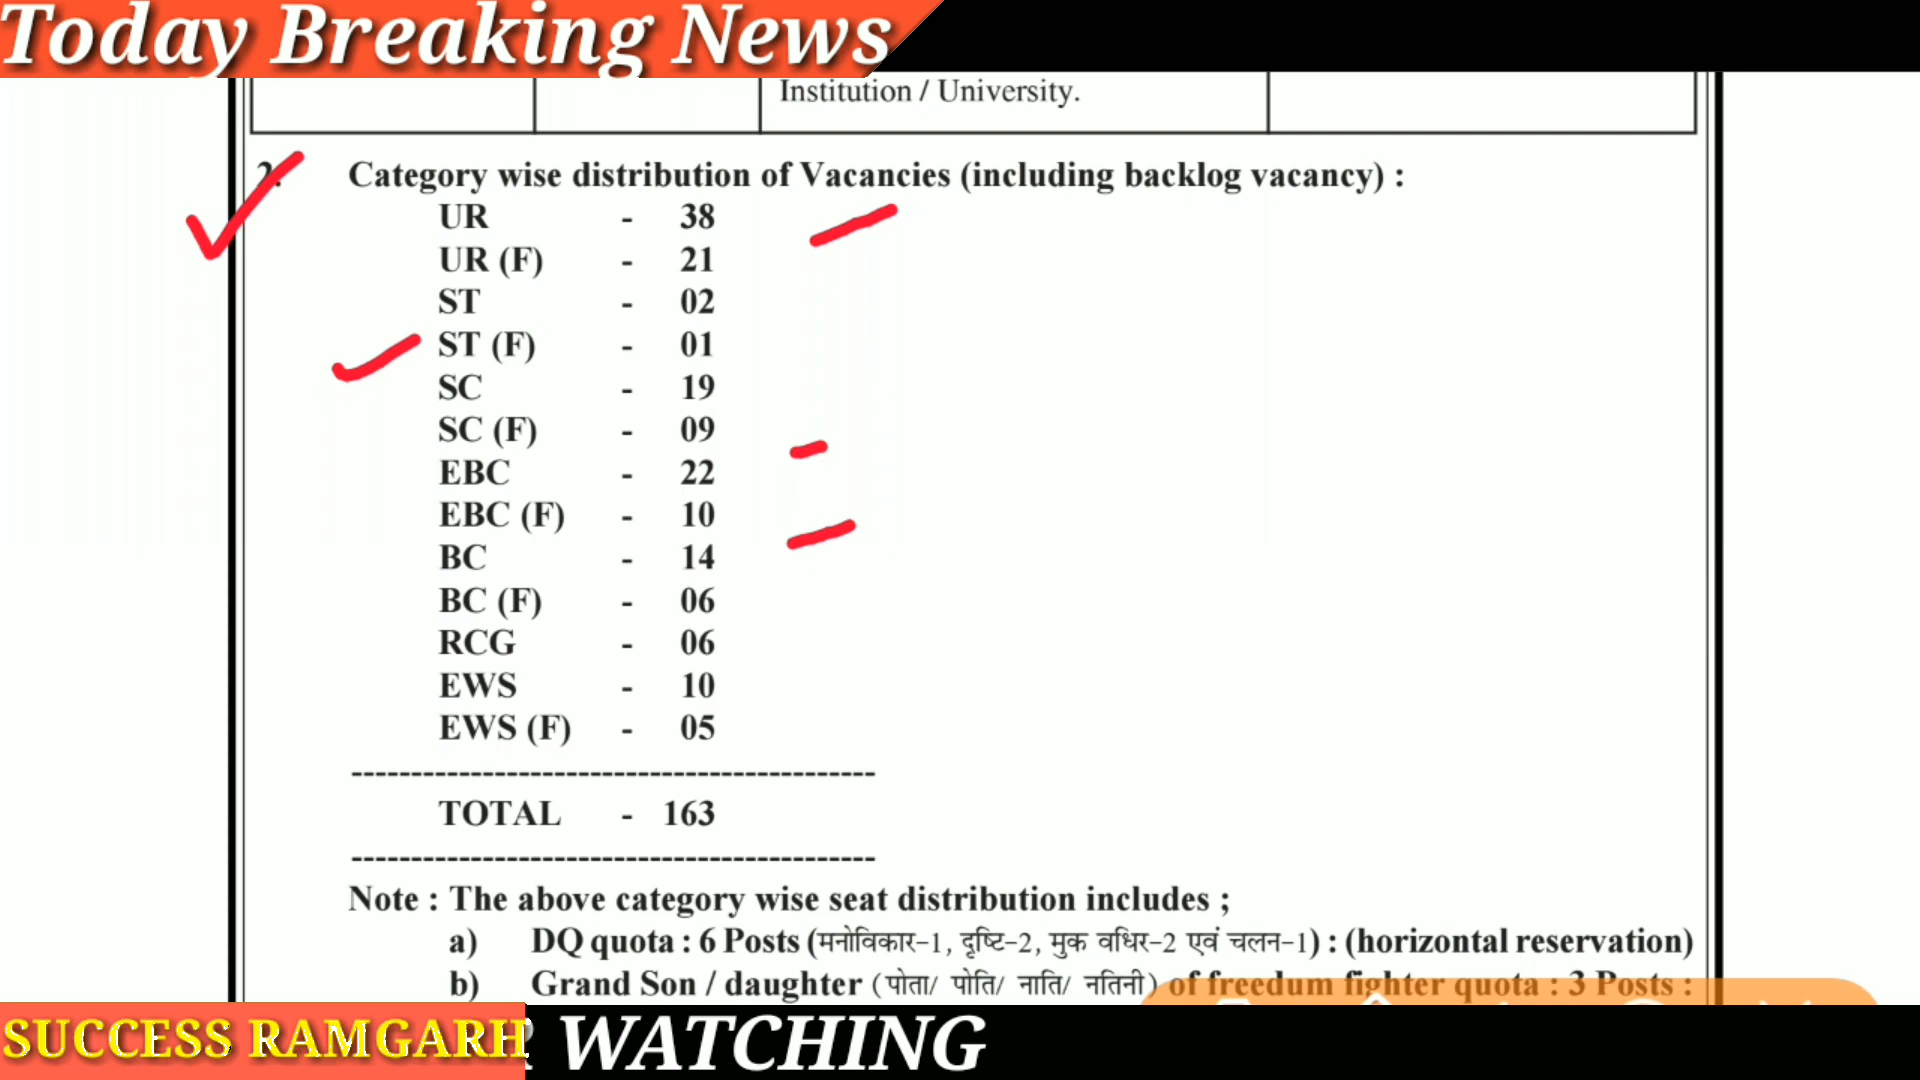 Today Breaking News
Institution / University.
2. Category wise distribution of Vacancies (including backlog vacancy) :
UR - 38
UR (F) - 21
ST - 02
ST (F) - 01
SC - 19
SC (F) - 09
EBC - 22
EBC (F) - 10
BC - 14
BC (F) - 06
RCG - 06
EWS - 10
EWS (F) - 05
TOTAL - 163
Note : The above category wise seat distribution includes ;
a) DQ quota : 6 Posts (मनोविकार-1, दृष्टि-2, मुक वधिर-2 एवं चलन-1) : (horizontal reservation)
b) Grand Son / daughter (पोता/ पोति/ नाति/ नतिनी) of freedom fighter quota : 3 Posts :
SUCCESS RAMGARH WATCHING